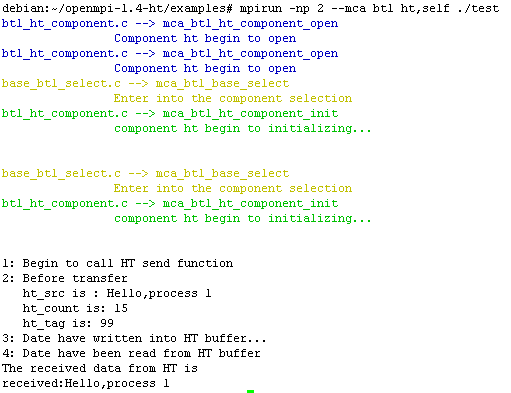 debian:~/openmpi-1.4-ht/examples# mpirun -np 2 --mca btl ht,self ./test
btl_ht_component.c --> mca_btl_ht_component_open
Component ht begin to open
btl_ht_component.c --> mca_btl_ht_component_open
Component ht begin to open
base_btl_select.c --> mca_btl_base_select
Enter into the component selection
btl_ht_component.c --> mca_btl_ht_component_init
component ht begin to initializing...
base_btl_select.c --> mca_btl_base_select
Enter into the component selection
btl_ht_component.c --> mca_btl_ht_component_init
component ht begin to initializing...
1: Begin to call HT send function
2: Before transfer
ht_src is : Hello,process 1
ht_count is: 15
ht_tag is: 99
3: Date have written into HT buffer...
4: Date have been read from HT buffer
The received data from HT is
received:Hello,process 1